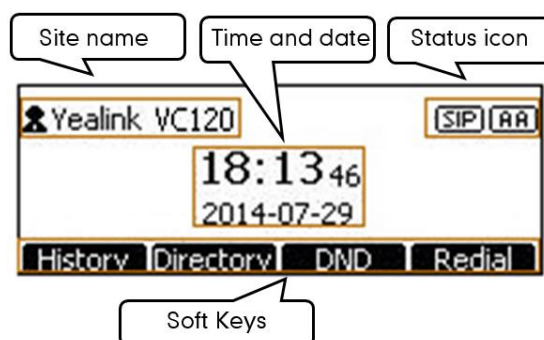 Site name
Time and date
Status icon
Yealink VC120
SIP AA
18:13 46
2014-07-29
History Directory DND Redial
Soft Keys